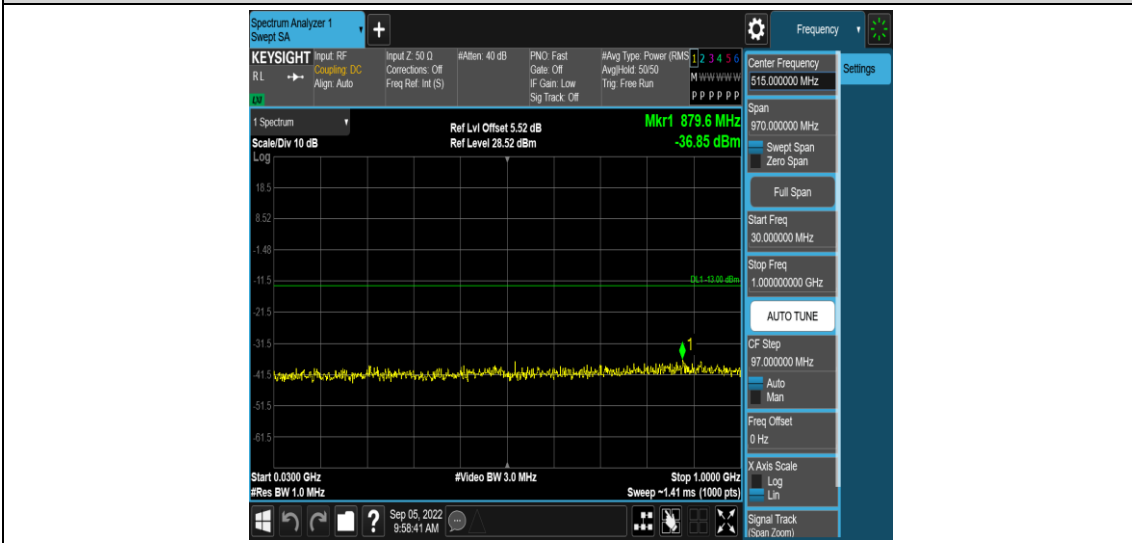 Spectrum Analyzer 1
Swept SA
+
Frequency
KEYSIGHT
Input: RF
Coupling: DC
Align: Auto
Input Z: 50 Ω
Corrections: Off
Freq Ref: Int (S)
#Atten: 40 dB
PNO: Fast
Gate: Off
IF Gain: Low
Sig Track: Off
#Avg Type: Power (RMS
Avg|Hold: 50/50
Trig: Free Run
1 2 3 4 5 6
M W W W W W
P P P P P P
R L
LXI
Center Frequency
515.000000 MHz
Settings
1 Spectrum
Ref Lvl Offset 5.52 dB
Mkr1 879.6 MHz
Scale/Div 10 dB
Ref Level 28.52 dBm
-36.85 dBm
Log
18.5
8.52
-1.48
-11.5
DL1 -13.00 dBm
-21.5
-31.5
1
-41.5
-51.5
-61.5
Start 0.0300 GHz
#Video BW 3.0 MHz
Stop 1.0000 GHz
#Res BW 1.0 MHz
Sweep ~1.41 ms (1000 pts)
Span
970.000000 MHz
Swept Span
Zero Span
Full Span
Start Freq
30.000000 MHz
Stop Freq
1.000000000 GHz
AUTO TUNE
CF Step
97.000000 MHz
Auto
Man
Freq Offset
0 Hz
X Axis Scale
Log
Lin
Signal Track
(Span Zoom)
?
Sep 05, 2022
9:58:41 AM